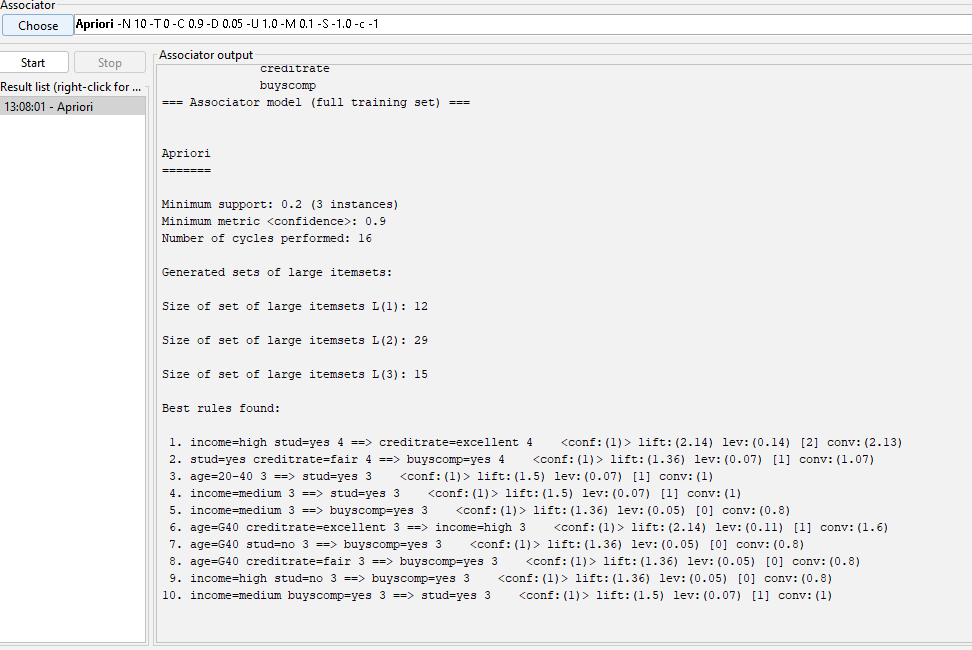 Associator
Choose Apriori -N 10 -T 0 -C 0.9 -D 0.05 -U 1.0 -M 0.1 -S -1.0 -c -1
Start Stop
Result list (right-click for ...
13:08:01 - Apriori
Associator output
creditrate
buyscomp
=== Associator model (full training set) ===
Apriori
=======
Minimum support: 0.2 (3 instances)
Minimum metric <confidence>: 0.9
Number of cycles performed: 16
Generated sets of large itemsets:
Size of set of large itemsets L(1): 12
Size of set of large itemsets L(2): 29
Size of set of large itemsets L(3): 15
Best rules found:
1. income=high stud=yes 4 ==> creditrate=excellent 4 <conf:(1)> lift:(2.14) lev:(0.14) [2] conv:(2.13)
2. stud=yes creditrate=fair 4 ==> buyscomp=yes 4 <conf:(1)> lift:(1.36) lev:(0.07) [1] conv:(1.07)
3. age=20-40 3 ==> stud=yes 3 <conf:(1)> lift:(1.5) lev:(0.07) [1] conv:(1)
4. income=medium 3 ==> stud=yes 3 <conf:(1)> lift:(1.5) lev:(0.07) [1] conv:(1)
5. income=medium 3 ==> buyscomp=yes 3 <conf:(1)> lift:(1.36) lev:(0.05) [0] conv:(0.8)
6. age=G40 creditrate=excellent 3 ==> income=high 3 <conf:(1)> lift:(2.14) lev:(0.11) [1] conv:(1.6)
7. age=G40 stud=no 3 ==> buyscomp=yes 3 <conf:(1)> lift:(1.36) lev:(0.05) [0] conv:(0.8)
8. age=G40 creditrate=fair 3 ==> buyscomp=yes 3 <conf:(1)> lift:(1.36) lev:(0.05) [0] conv:(0.8)
9. income=high stud=no 3 ==> buyscomp=yes 3 <conf:(1)> lift:(1.36) lev:(0.05) [0] conv:(0.8)
10. income=medium buyscomp=yes 3 ==> stud=yes 3 <conf:(1)> lift:(1.5) lev:(0.07) [1] conv:(1)